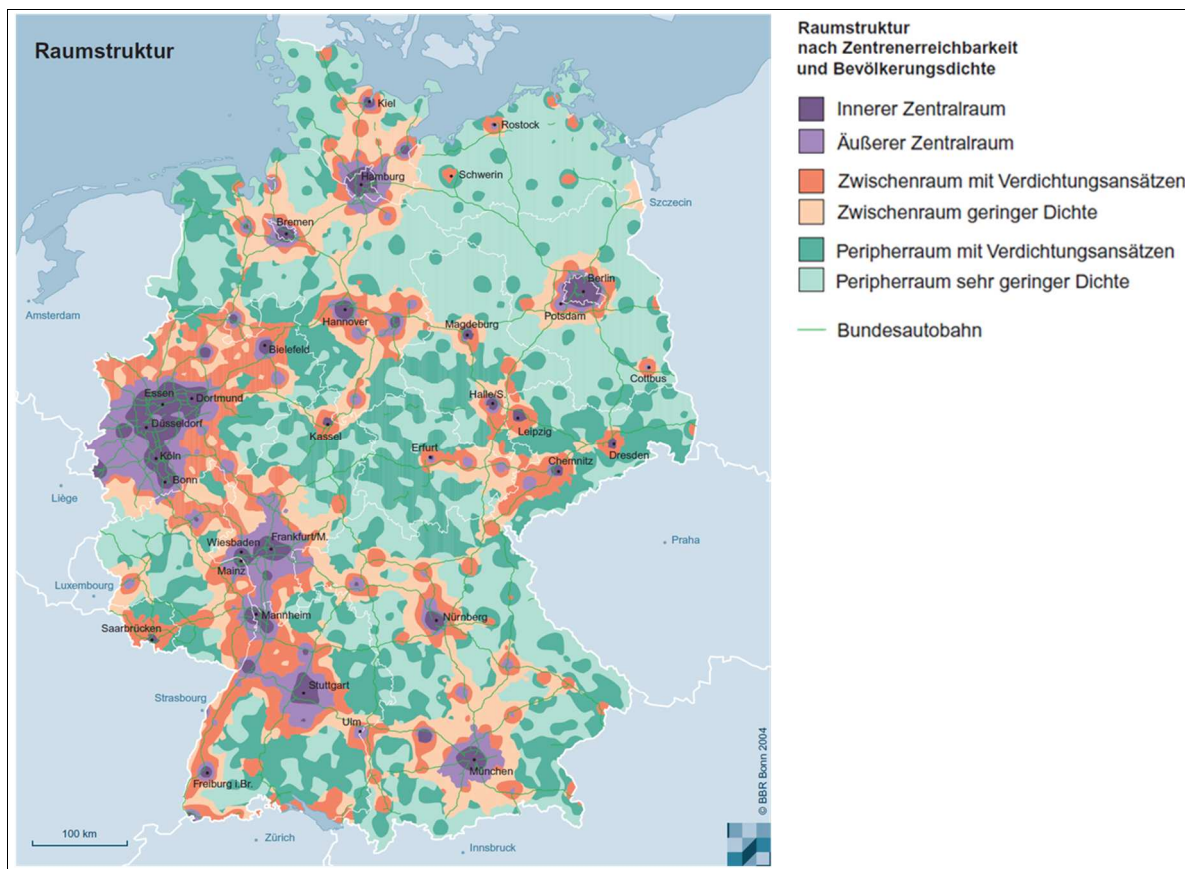 Raumstruktur
Kiel
Rostock
Hamburg
Schwerin
Szczecin
Bremen
Berlin
Potsdam
Amsterdam
Hannover
Magdeburg
Bielefeld
Cottbus
Essen
Dortmund
Halle/S.
Düsseldorf
Leipzig
Kassel
Erfurt
Dresden
Köln
Chemnitz
Bonn
Liège
Praha
Wiesbaden
Frankfurt/M.
Mainz
Luxembourg
Mannheim
Nürnberg
Saarbrücken
Stuttgart
Strasbourg
Ulm
München
Freiburg i.Br.
100 km
Zürich
Innsbruck
© BBR Bonn 2004
Raumstruktur
nach Zentrenerreichbarkeit
und Bevölkerungsdichte
Innerer Zentralraum
Äußerer Zentralraum
Zwischenraum mit Verdichtungsansätzen
Zwischenraum geringer Dichte
Peripherraum mit Verdichtungsansätzen
Peripherraum sehr geringer Dichte
Bundesautobahn